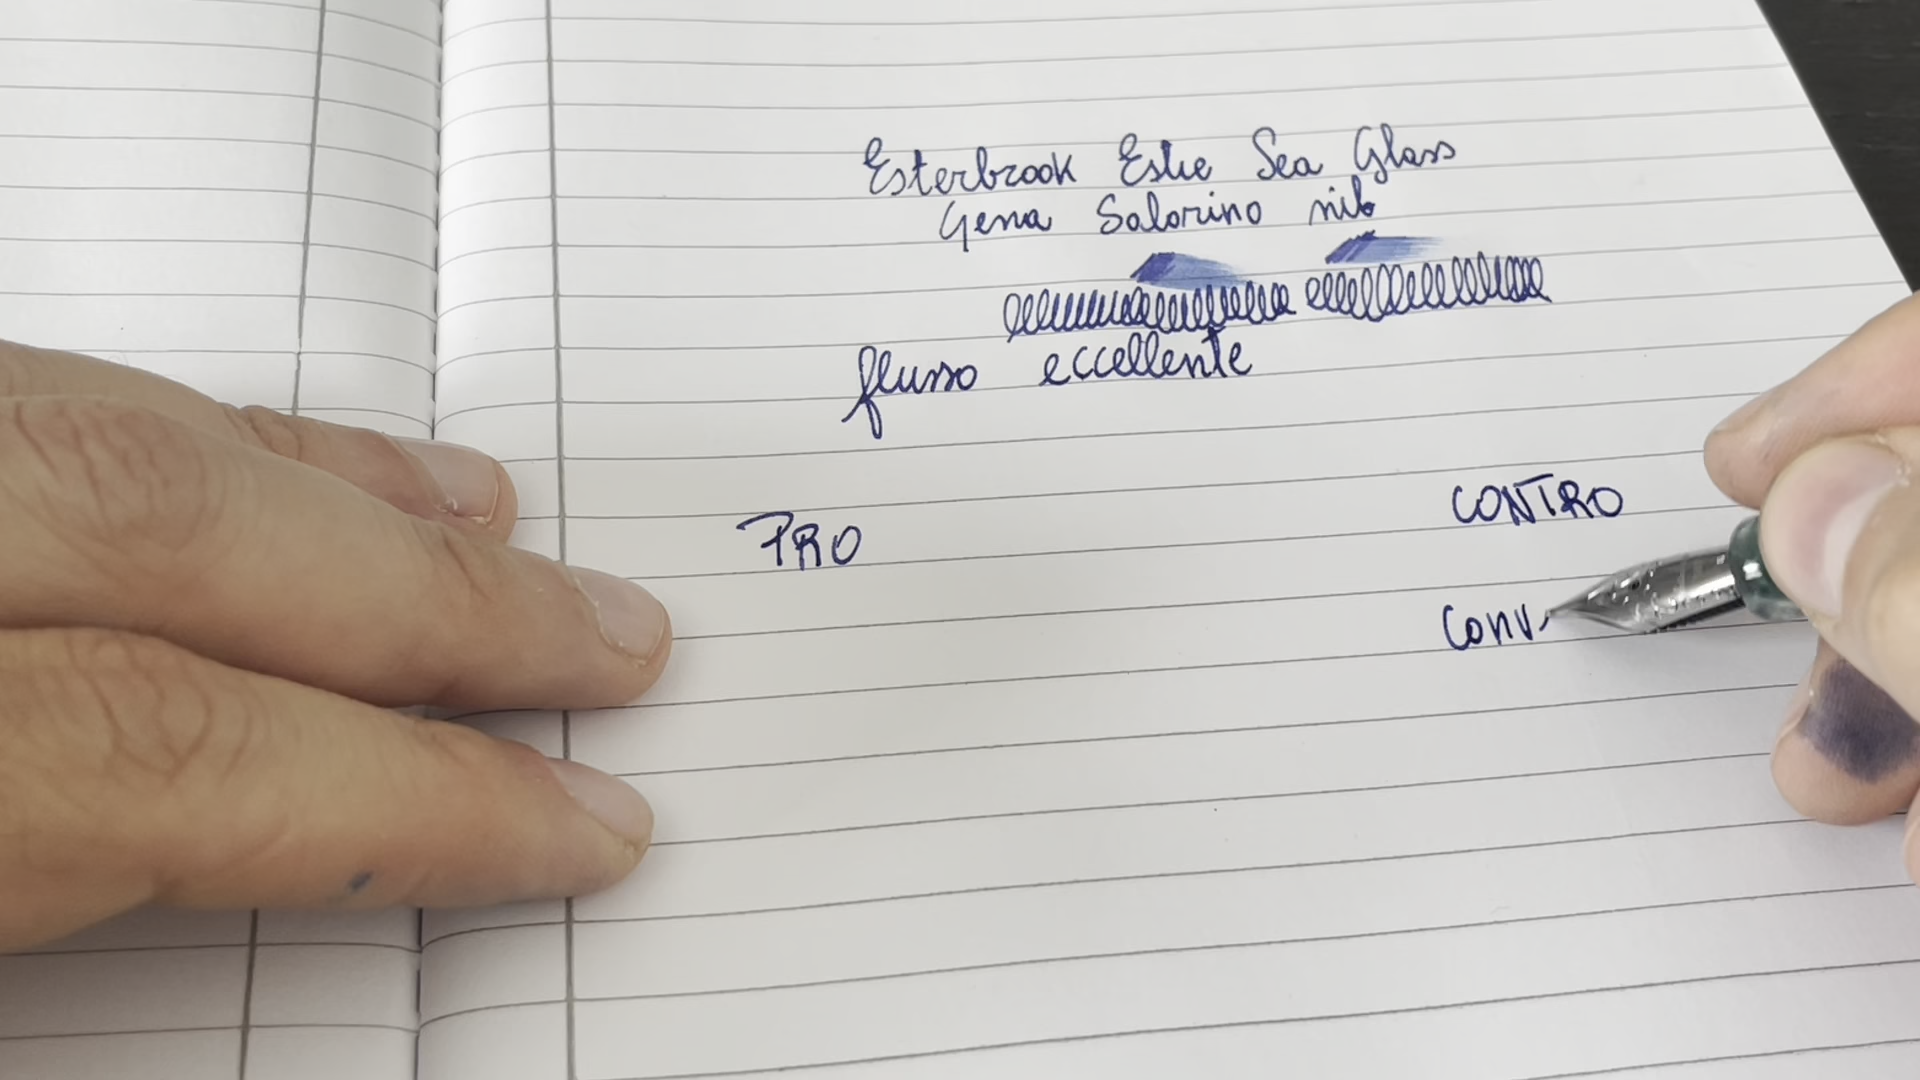 Esterbrook Estie Sea Glass
Gena Salorino nib
flusso eccellente
PRO
CONTRO
Conv